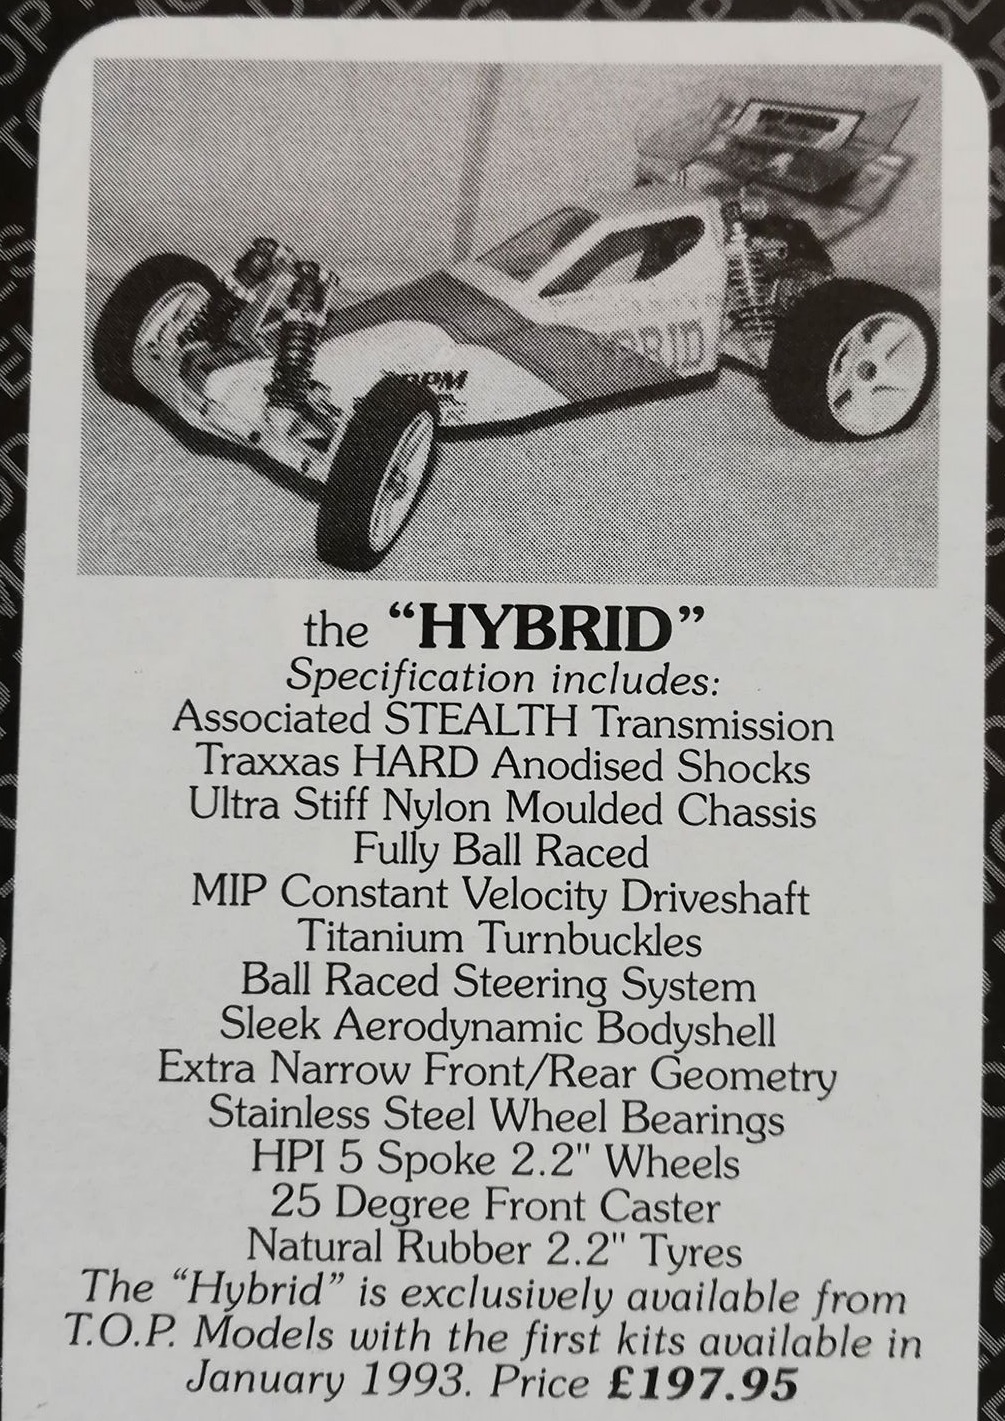 RPM
BRID
the “HYBRID”
Specification includes:
Associated STEALTH Transmission
Traxxas HARD Anodised Shocks
Ultra Stiff Nylon Moulded Chassis
Fully Ball Raced
MIP Constant Velocity Driveshaft
Titanium Turnbuckles
Ball Raced Steering System
Sleek Aerodynamic Bodyshell
Extra Narrow Front/Rear Geometry
Stainless Steel Wheel Bearings
HPI 5 Spoke 2.2" Wheels
25 Degree Front Caster
Natural Rubber 2.2" Tyres
The “Hybrid” is exclusively available from
T.O.P. Models with the first kits available in
January 1993. Price £197.95